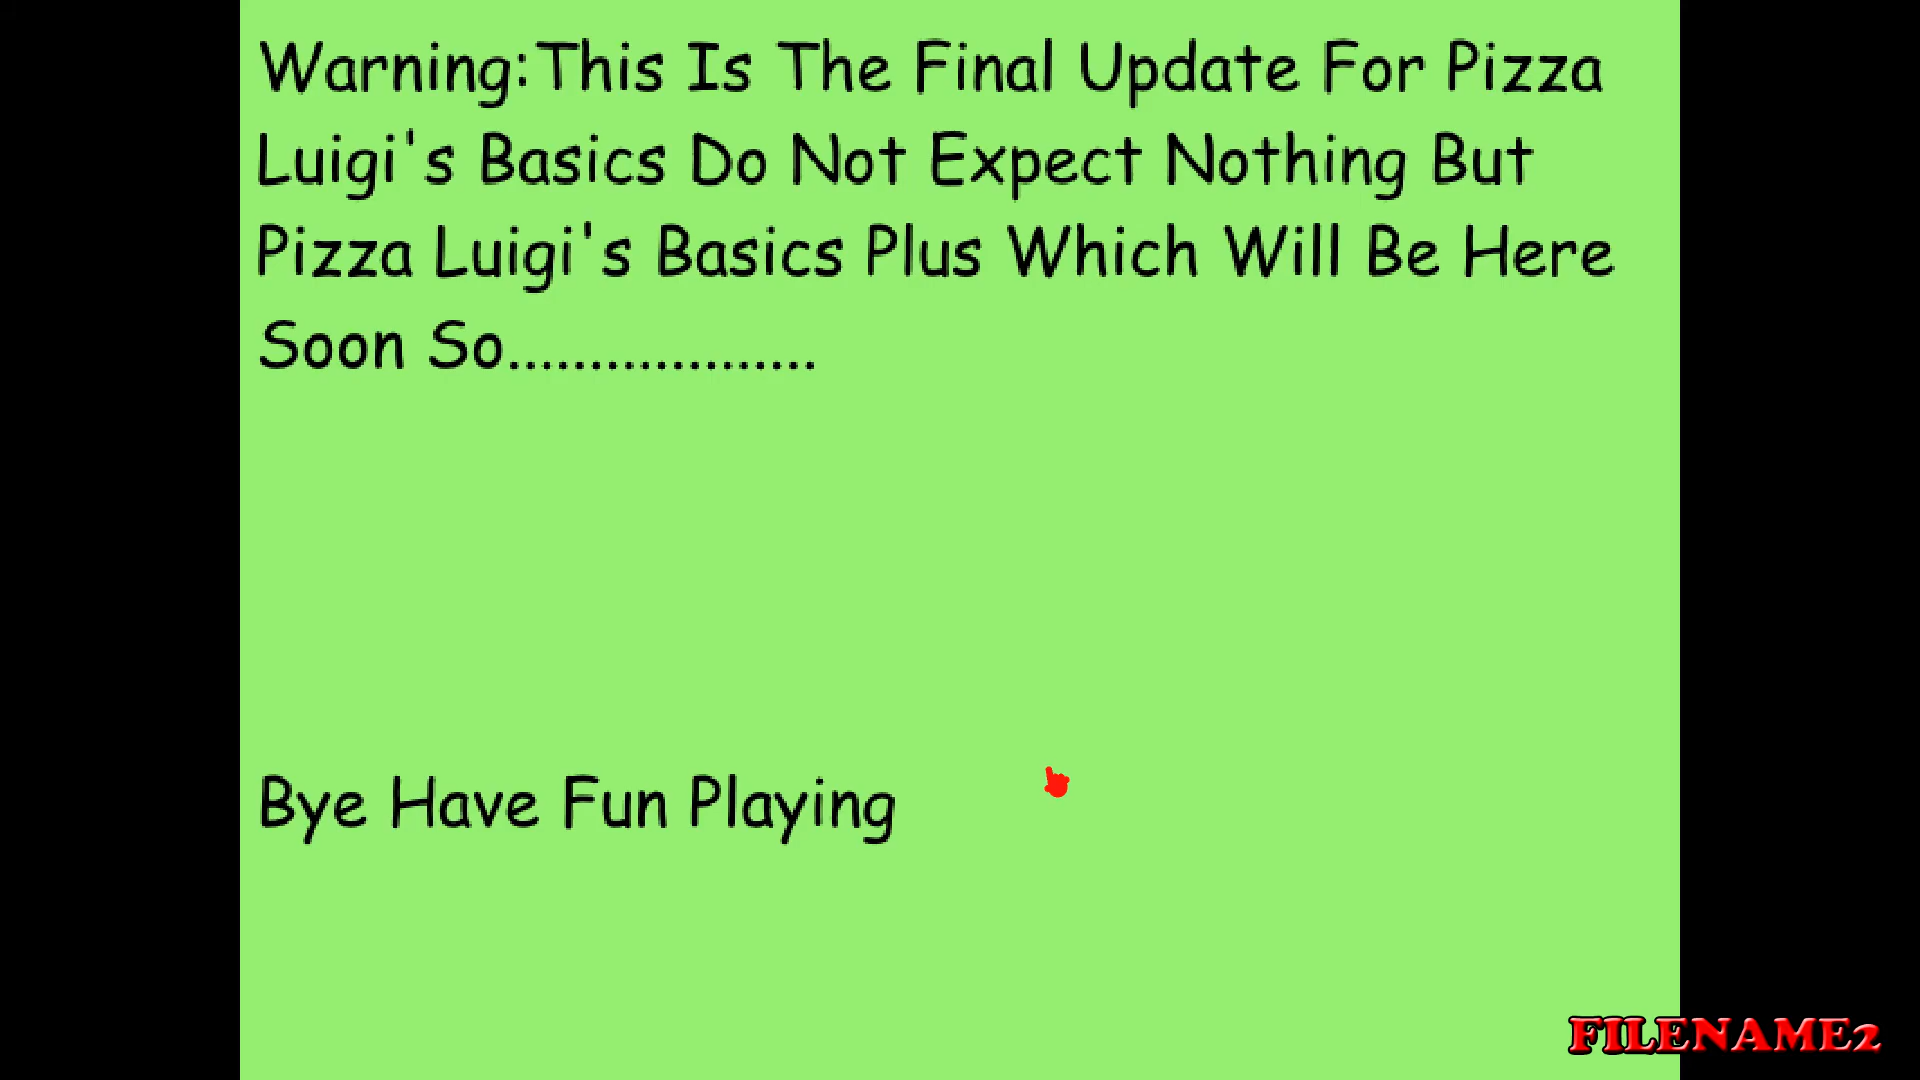 Warning:This Is The Final Update For Pizza
Luigi's Basics Do Not Expect Nothing But
Pizza Luigi's Basics Plus Which Will Be Here
Soon So...................
Bye Have Fun Playing
FILENAME2